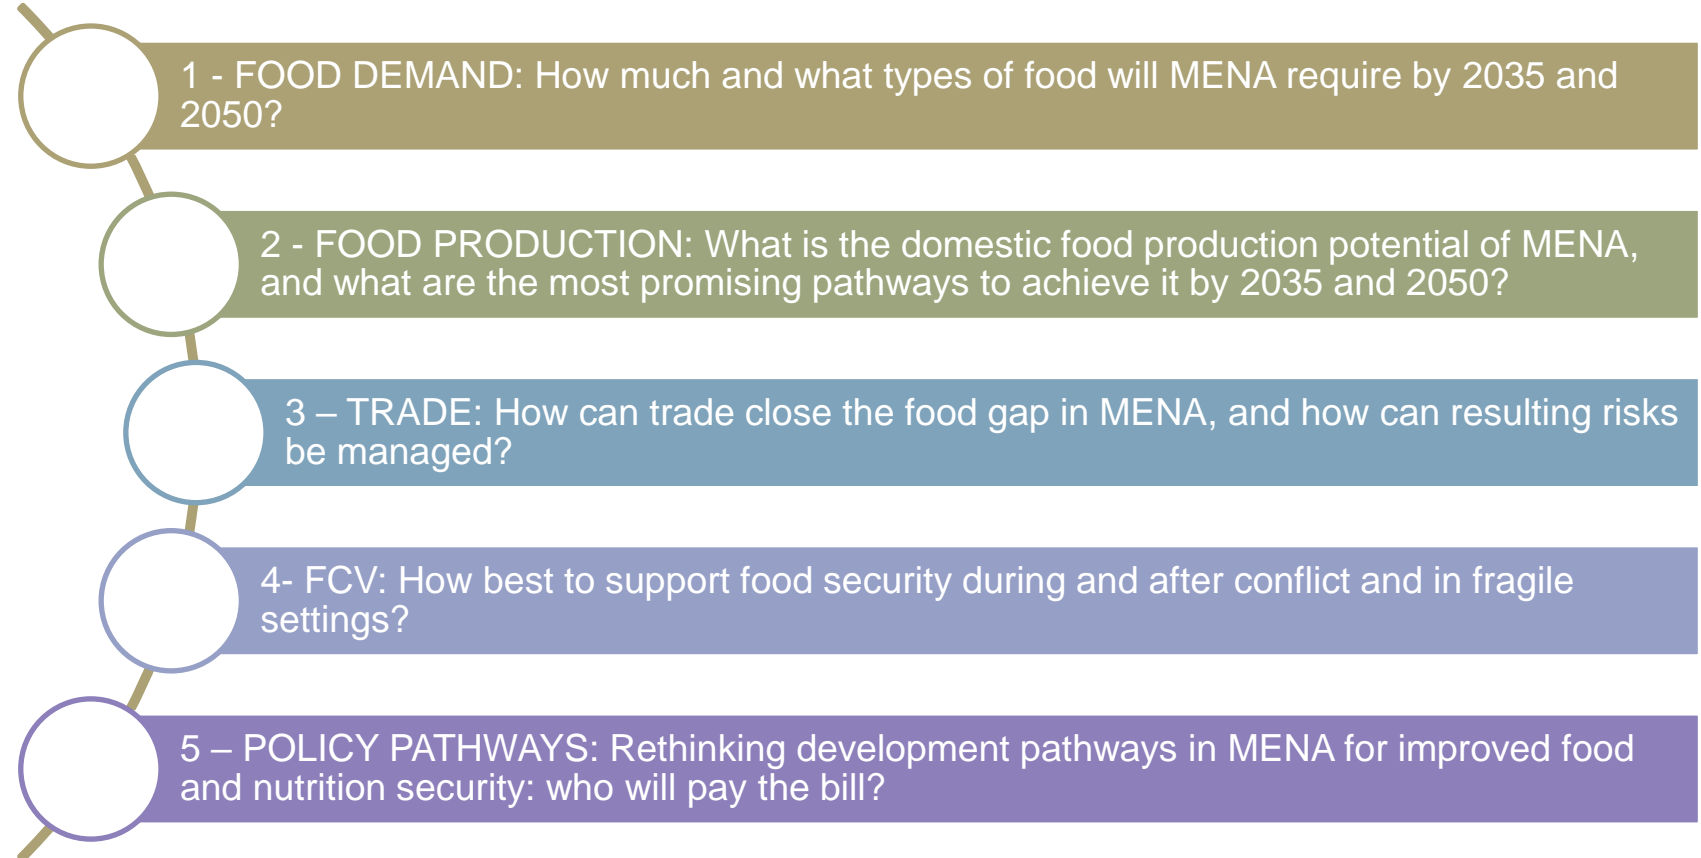 1 - FOOD DEMAND: How much and what types of food will MENA require by 2035 and
2050?
2 - FOOD PRODUCTION: What is the domestic food production potential of MENA,
and what are the most promising pathways to achieve it by 2035 and 2050?
3 – TRADE: How can trade close the food gap in MENA, and how can resulting risks
be managed?
4- FCV: How best to support food security during and after conflict and in fragile
settings?
5 – POLICY PATHWAYS: Rethinking development pathways in MENA for improved food
and nutrition security: who will pay the bill?